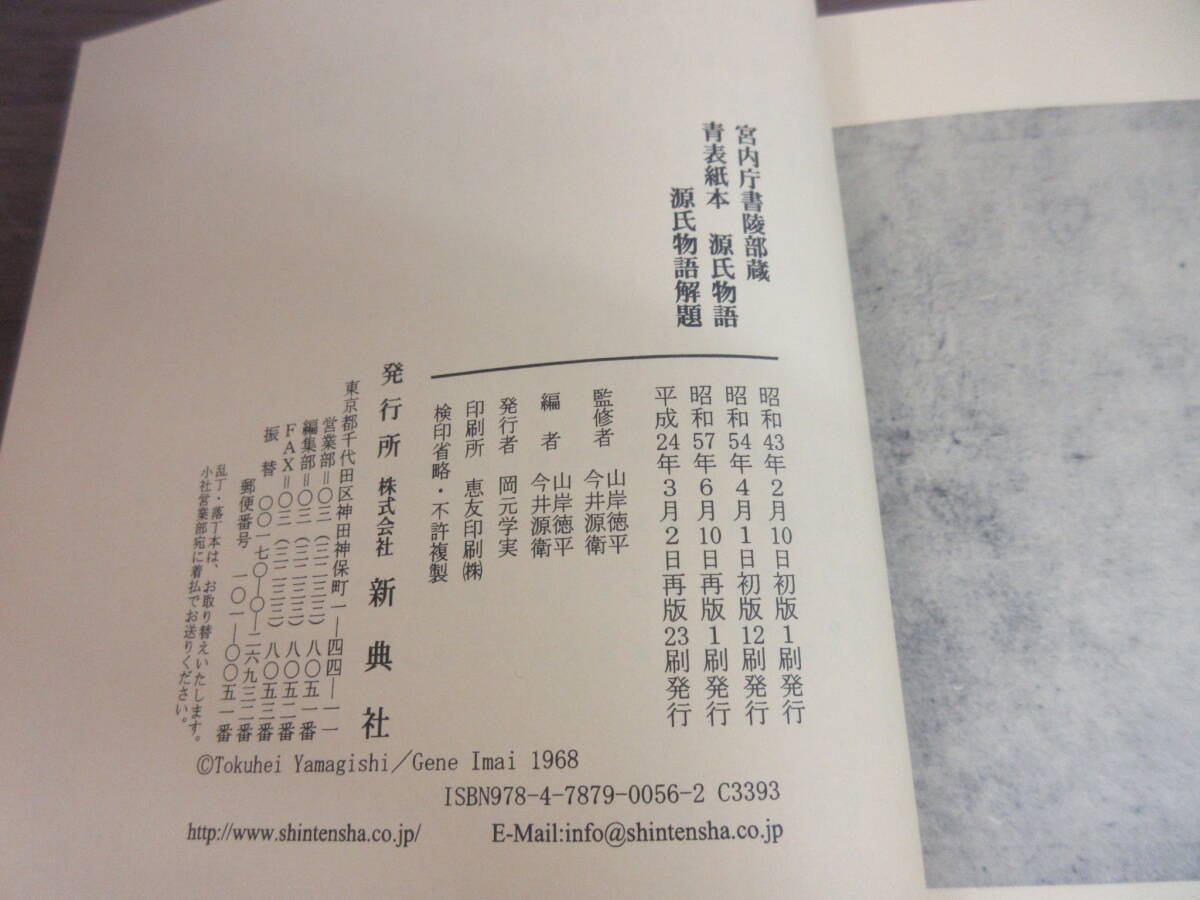 宮内庁書陵部蔵
青表紙本　源氏物語
源氏物語解題
昭和43年2月10日初版1刷発行
昭和54年4月1日初版12刷発行
昭和57年6月10日再版1刷発行
平成24年3月2日再版23刷発行
監修者　山岸徳平
今井源衛
編者　山岸徳平
今井源衛
発行者　岡元学実
印刷所　恵友印刷㈱
検印省略・不許複製
発行所　株式会社　新典社
東京都千代田区神田神保町一―四四―一一
営業部＝〇三（三二三三）八〇五一番
編集部＝〇三（三二三三）八〇五二番
ＦＡＸ＝〇三（三二三三）八〇五三番
振替　〇〇一七〇―〇―二六九三二番
郵便番号　一〇一―〇〇五一番
乱丁・落丁本は、お取り替えいたします。
小社営業部宛に着払でお送りください。
©Tokuhei Yamagishi／Gene Imai 1968
ISBN978-4-7879-0056-2 C3393
http://www.shintensha.co.jp/　E-Mail:info@shintensha.co.jp